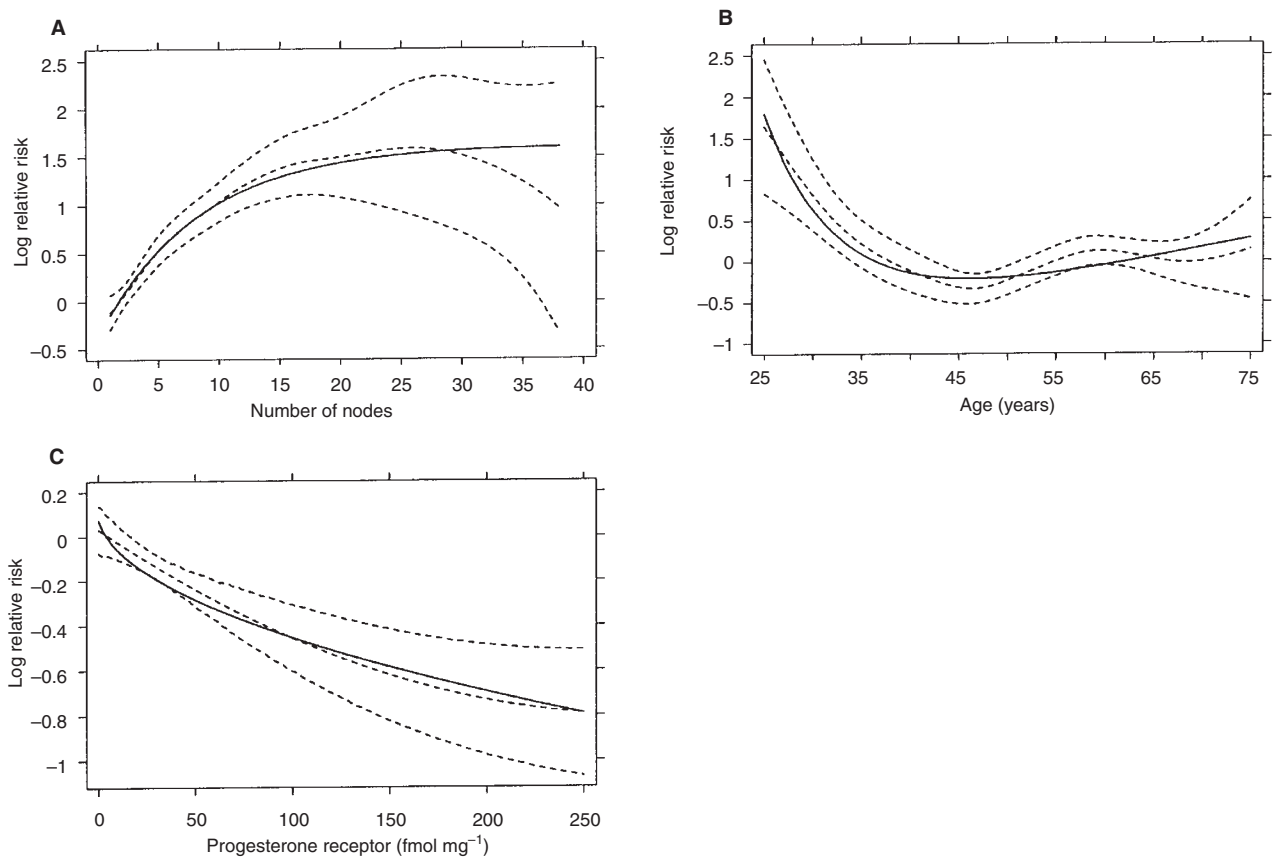 A
2.5
2
1.5
1
0.5
0
−0.5
Log relative risk
0 5 10 15 20 25 30 35 40
Number of nodes
B
2.5
2
1.5
1
0.5
0
−0.5
−1
Log relative risk
25 35 45 55 65 75
Age (years)
C
0.2
0
−0.2
−0.4
−0.6
−0.8
−1
Log relative risk
0 50 100 150 200 250
Progesterone receptor (fmol mg⁻¹)